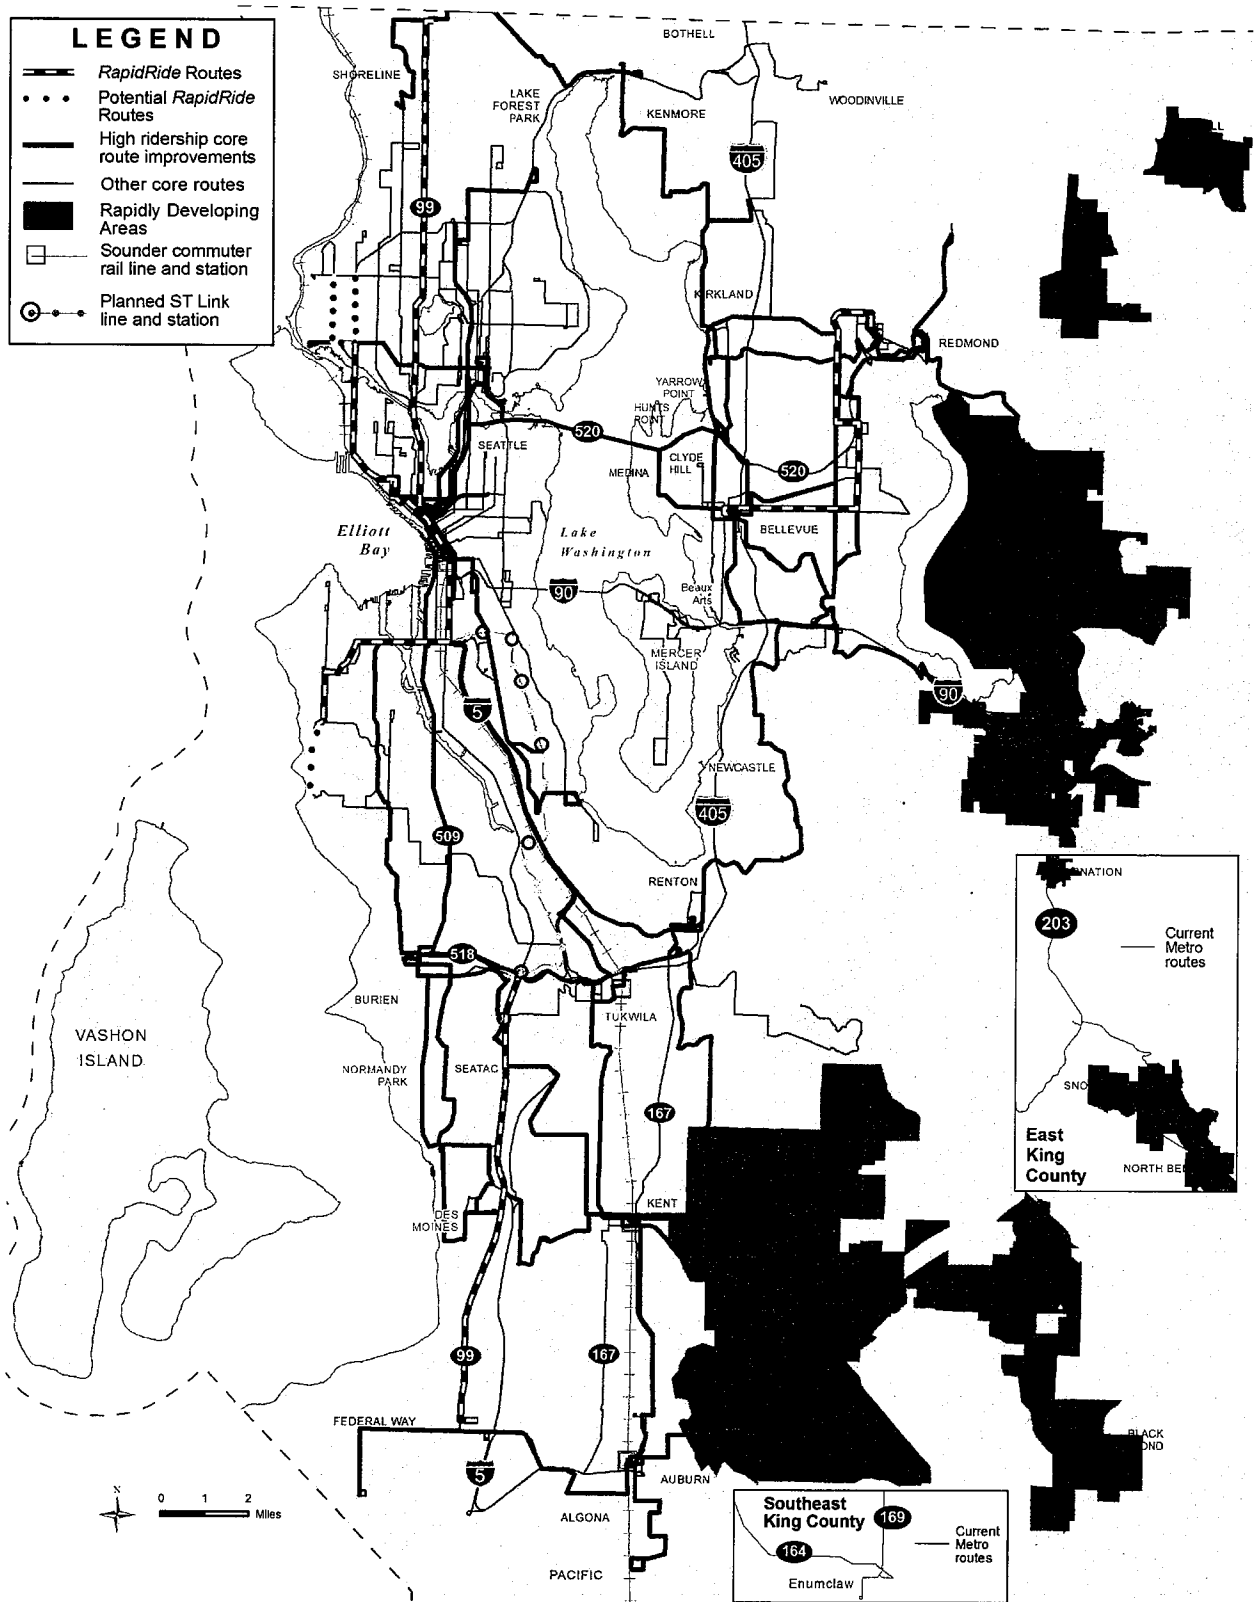 LEGEND
RapidRide Routes
Potential RapidRide
Routes
High ridership core
route improvements
Other core routes
Rapidly Developing
Areas
Sounder commuter
rail line and station
Planned ST Link
line and station
BOTHELL
SHORELINE
LAKE
FOREST
PARK
KENMORE
WOODINVILLE
405
99
KIRKLAND
REDMOND
YARROW
POINT
HUNTS
POINT
520
SEATTLE
CLYDE
HILL
MEDINA
520
BELLEVUE
Elliott
Bay
Lake
Washington
90
Beaux
Arts
MERCER
ISLAND
90
5
NEWCASTLE
405
509
RENTON
518
BURIEN
TUKWILA
VASHON
ISLAND
NORMANDY
PARK
SEATAC
167
KENT
DES
MOINES
99
167
FEDERAL WAY
5
AUBURN
ALGONA
PACIFIC
N
0 1 2
Miles
203
Current
Metro
routes
East
King
County
Southeast
King County
169
164
Current
Metro
routes
Enumclaw